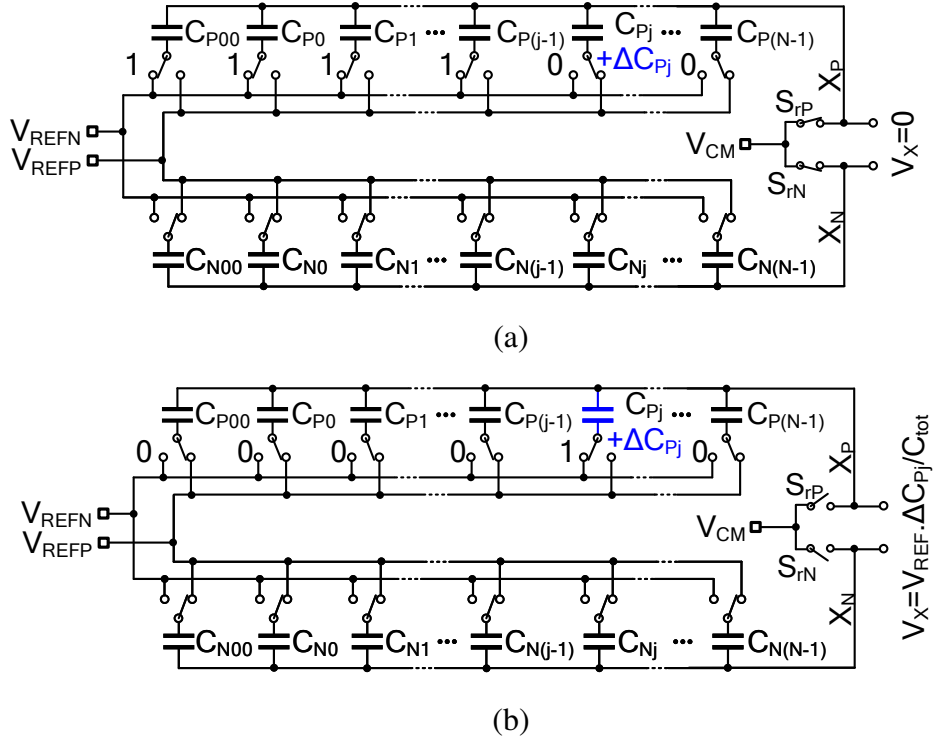 C_P00 C_P0 C_P1 ••• C_P(j-1) C_Pj ••• C_P(N-1)
1 1 1 1 0 +ΔC_Pj 0
X_P
V_REFN
V_REFP
S_rP
V_CM
S_rN
V_X=0
X_N
C_N00 C_N0 C_N1 ••• C_N(j-1) C_Nj ••• C_N(N-1)
(a)
C_P00 C_P0 C_P1 ••• C_P(j-1) C_Pj ••• C_P(N-1)
0 0 0 0 1 +ΔC_Pj 0
X_P
V_REFN
V_REFP
S_rP
V_CM
S_rN
V_X=V_REF.ΔC_Pj/C_tot
X_N
C_N00 C_N0 C_N1 ••• C_N(j-1) C_Nj ••• C_N(N-1)
(b)